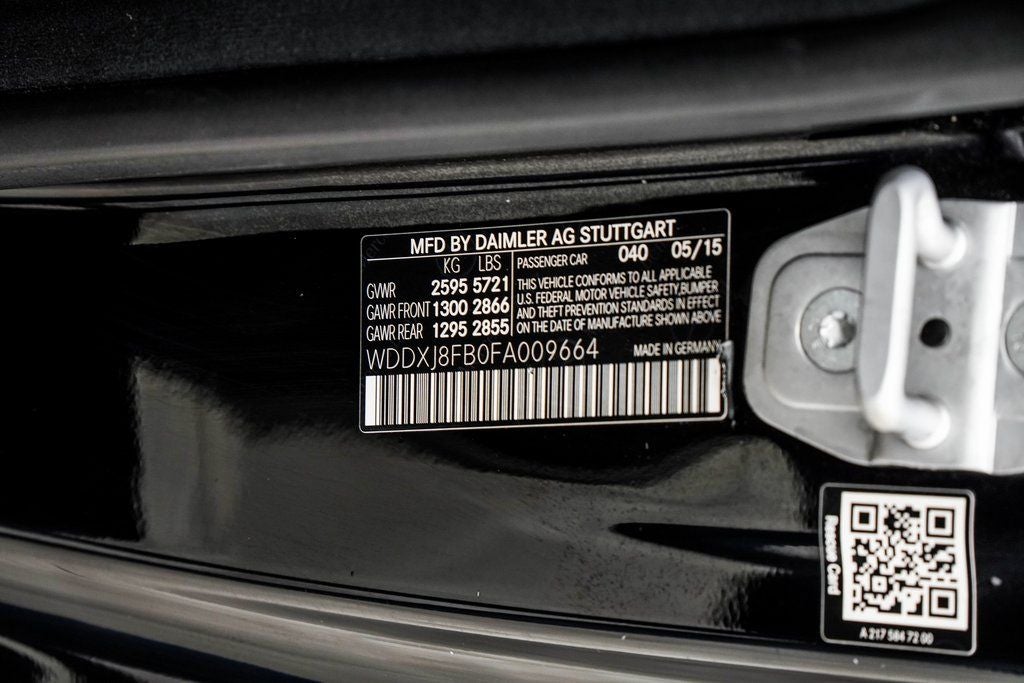 MFD BY DAIMLER AG STUTTGART
KG LBS
GVWR 2595 5721
GAWR FRONT 1300 2866
GAWR REAR 1295 2855
PASSENGER CAR 040 05/15
THIS VEHICLE CONFORMS TO ALL APPLICABLE
U.S. FEDERAL MOTOR VEHICLE SAFETY,BUMPER
AND THEFT PREVENTION STANDARDS IN EFFECT
ON THE DATE OF MANUFACTURE SHOWN ABOVE
WDDXJ8FB0FA009664 MADE IN GERMANY
Rescue Card
A 217 584 72 00